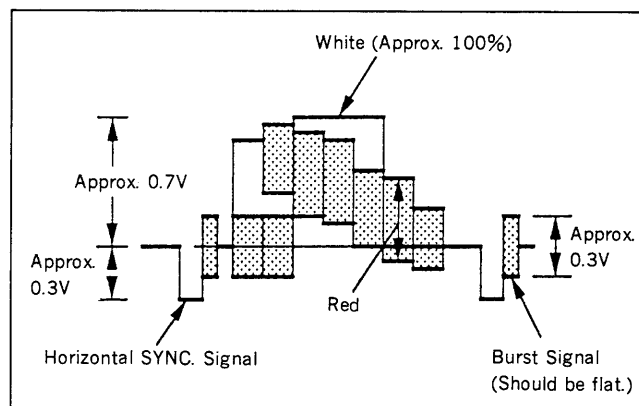 White (Approx. 100%)
Approx. 0.7V
Approx.
0.3V
Approx.
0.3V
Red
Horizontal SYNC. Signal
Burst Signal
(Should be flat.)